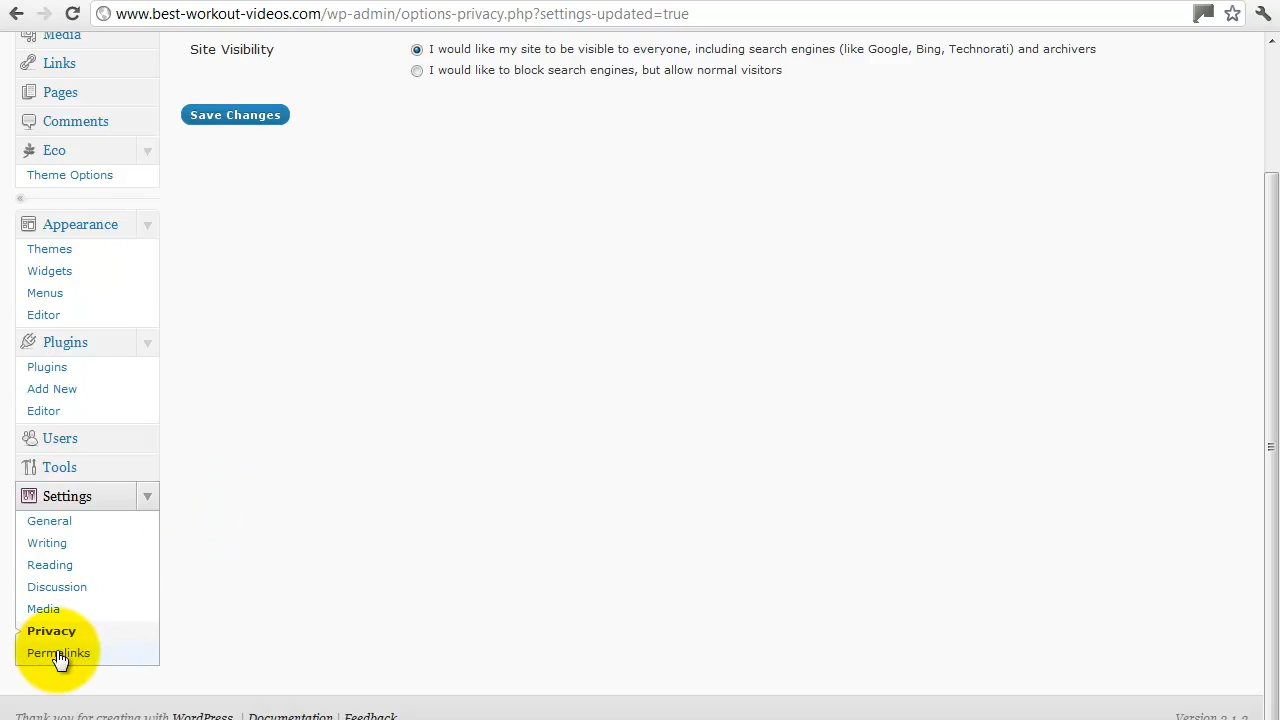 www.best-workout-videos.com/wp-admin/options-privacy.php?settings-updated=true
Media
Links
Pages
Comments
Eco
Theme Options
Appearance
Themes
Widgets
Menus
Editor
Plugins
Plugins
Add New
Editor
Users
Tools
Settings
General
Writing
Reading
Discussion
Media
Privacy
Permalinks
Site Visibility
I would like my site to be visible to everyone, including search engines (like Google, Bing, Technorati) and archivers
I would like to block search engines, but allow normal visitors
Save Changes
Thank you for creating with WordPress. | Documentation | Feedback
Version 3.1.3